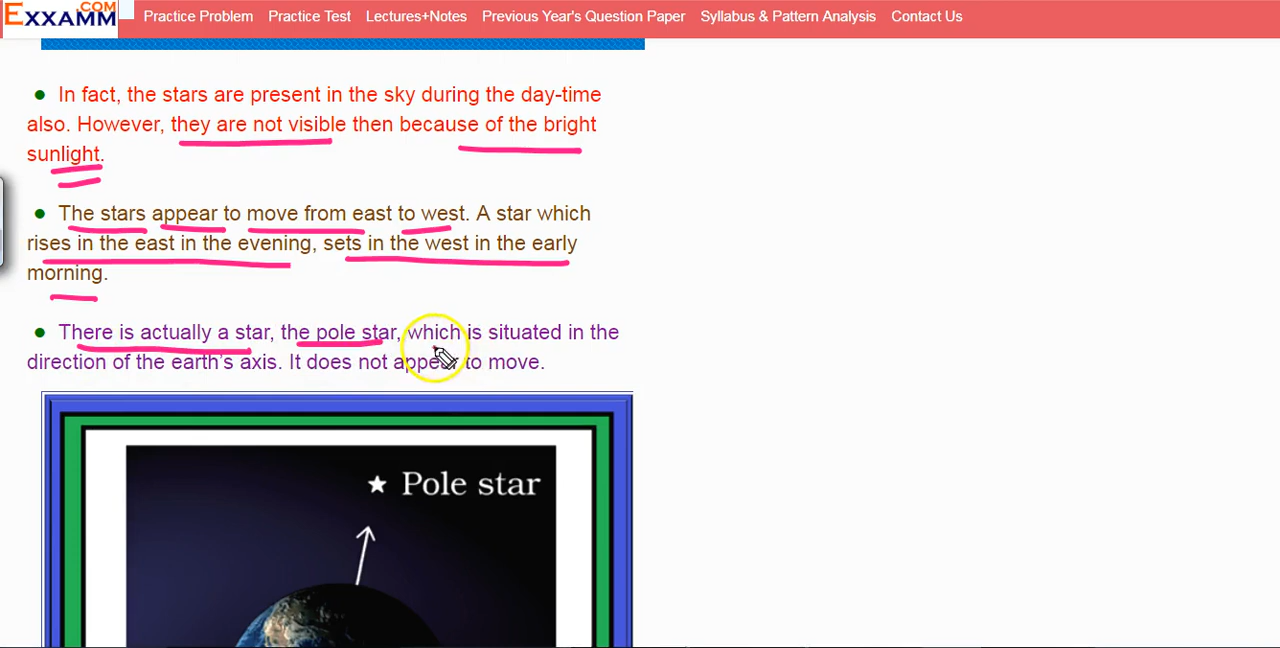 EXXAMM .COM
Practice Problem Practice Test Lectures+Notes Previous Year's Question Paper Syllabus & Pattern Analysis Contact Us
● In fact, the stars are present in the sky during the day-time
also. However, they are not visible then because of the bright
sunlight.
● The stars appear to move from east to west. A star which
rises in the east in the evening, sets in the west in the early
morning.
● There is actually a star, the pole star, which is situated in the
direction of the earth's axis. It does not appear to move.
Pole star